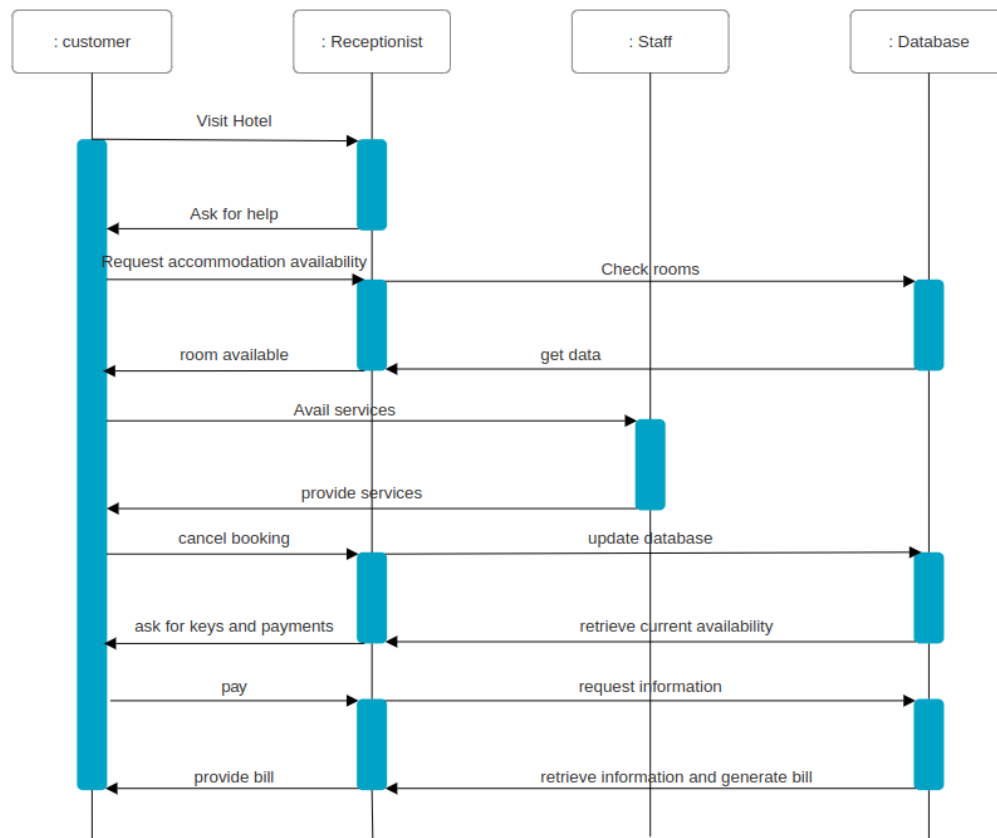 : customer
: Receptionist
: Staff
: Database
Visit Hotel
Ask for help
Request accommodation availability
Check rooms
room available
get data
Avail services
provide services
cancel booking
update database
ask for keys and payments
retrieve current availability
pay
request information
provide bill
retrieve information and generate bill